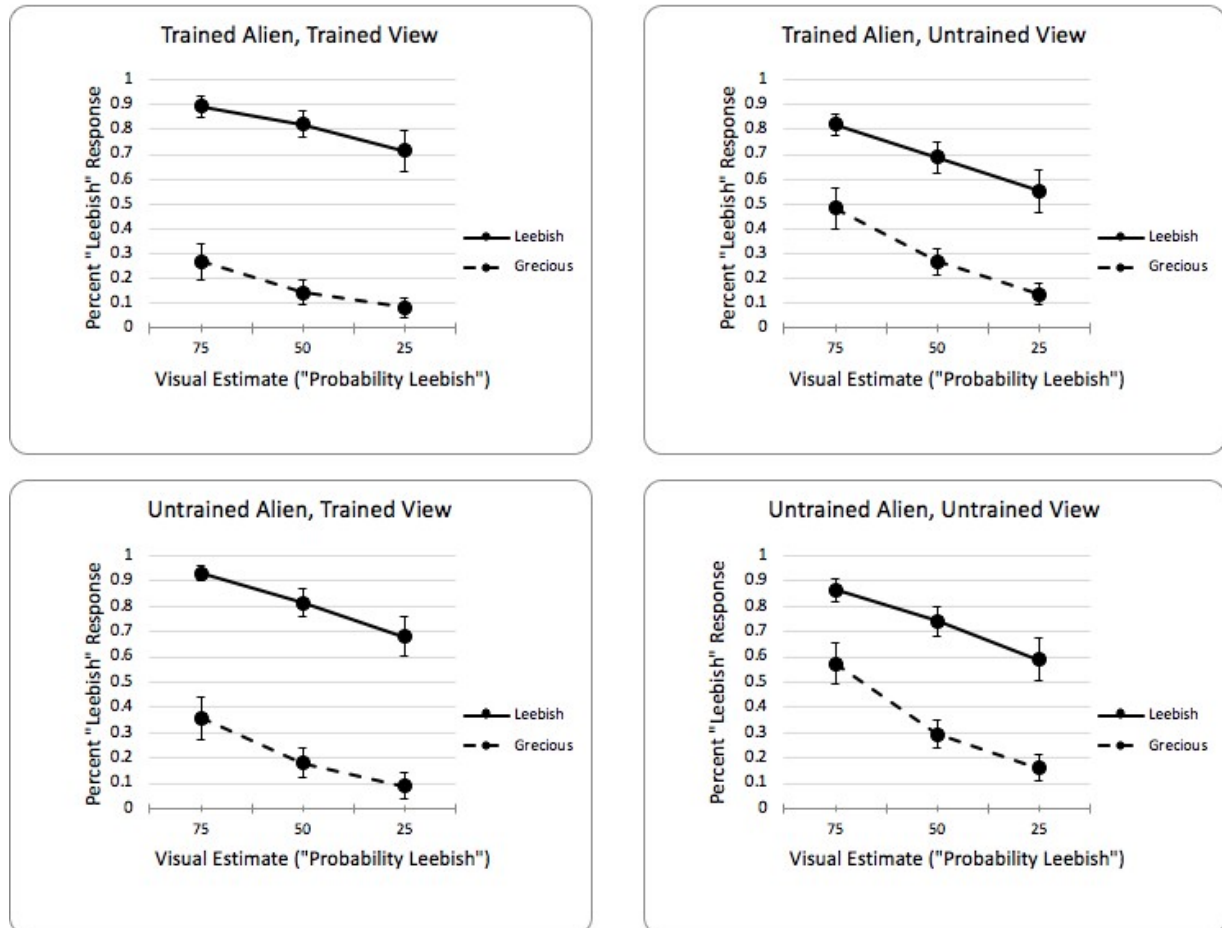 Trained Alien, Trained View
Percent "Leebish" Response
1
0.9
0.8
0.7
0.6
0.5
0.4
0.3
0.2
0.1
0
75
50
25
Visual Estimate ("Probability Leebish")
Leebish
Grecious
Trained Alien, Untrained View
Percent "Leebish" Response
1
0.9
0.8
0.7
0.6
0.5
0.4
0.3
0.2
0.1
0
75
50
25
Visual Estimate ("Probability Leebish")
Leebish
Grecious
Untrained Alien, Trained View
Percent "Leebish" Response
1
0.9
0.8
0.7
0.6
0.5
0.4
0.3
0.2
0.1
0
75
50
25
Visual Estimate ("Probability Leebish")
Leebish
Grecious
Untrained Alien, Untrained View
Percent "Leebish" Response
1
0.9
0.8
0.7
0.6
0.5
0.4
0.3
0.2
0.1
0
75
50
25
Visual Estimate ("Probability Leebish")
Leebish
Grecious